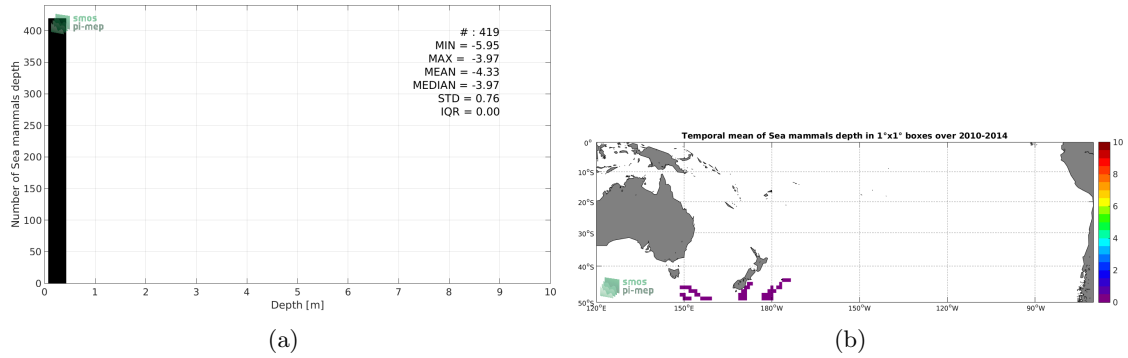 smos
pi-mep
# : 419
MIN = -5.95
MAX = -3.97
MEAN = -4.33
MEDIAN = -3.97
STD = 0.76
IQR = 0.00
Number of Sea mammals depth
400
350
300
250
200
150
100
50
0
0 1 2 3 4 5 6 7 8 9 10
Depth [m]
(a)
Temporal mean of Sea mammals depth in 1°x1° boxes over 2010-2014
0°
10°S
20°S
30°S
40°S
50°S
120°E 150°E 180°W 150°W 120°W 90°W
smos
pi-mep
10
8
6
4
2
0
(b)